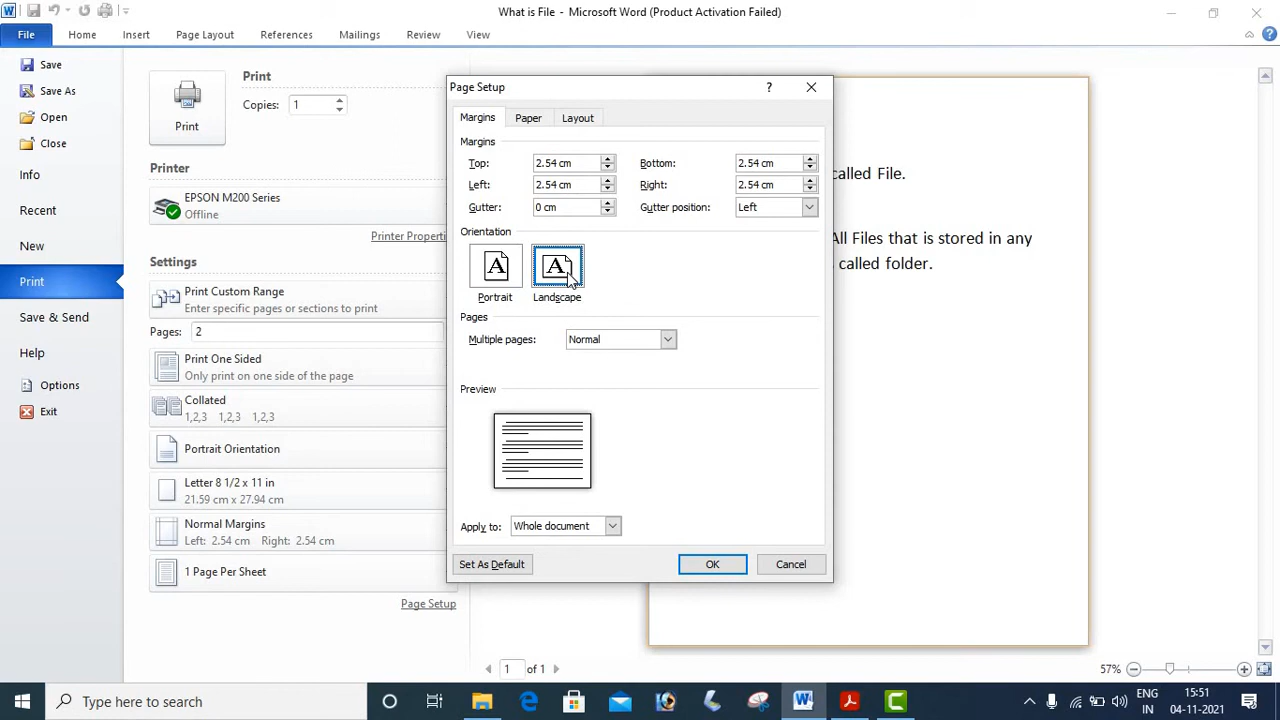 What is File - Microsoft Word (Product Activation Failed)
File Home Insert Page Layout References Mailings Review View
Save
Save As
Open
Close
Info
Recent
New
Print
Save & Send
Help
Options
Exit
Print
Copies: 1
Print
Printer
EPSON M200 Series
Offline
Printer Properti
Settings
Print Custom Range
Enter specific pages or sections to print
Pages: 2
Print One Sided
Only print on one side of the page
Collated
1,2,3 1,2,3 1,2,3
Portrait Orientation
Letter 8 1/2 x 11 in
21.59 cm x 27.94 cm
Normal Margins
Left: 2.54 cm Right: 2.54 cm
1 Page Per Sheet
Page Setup
Page Setup
Margins Paper Layout
Margins
Top: 2.54 cm Bottom: 2.54 cm
Left: 2.54 cm Right: 2.54 cm
Gutter: 0 cm Gutter position: Left
Orientation
A A
Portrait Landscape
Pages
Multiple pages: Normal
Preview
Apply to: Whole document
Set As Default OK Cancel
called File.
All Files that is stored in any
called folder.
1 of 1
57%
Type here to search
ENG
IN
15:51
04-11-2021